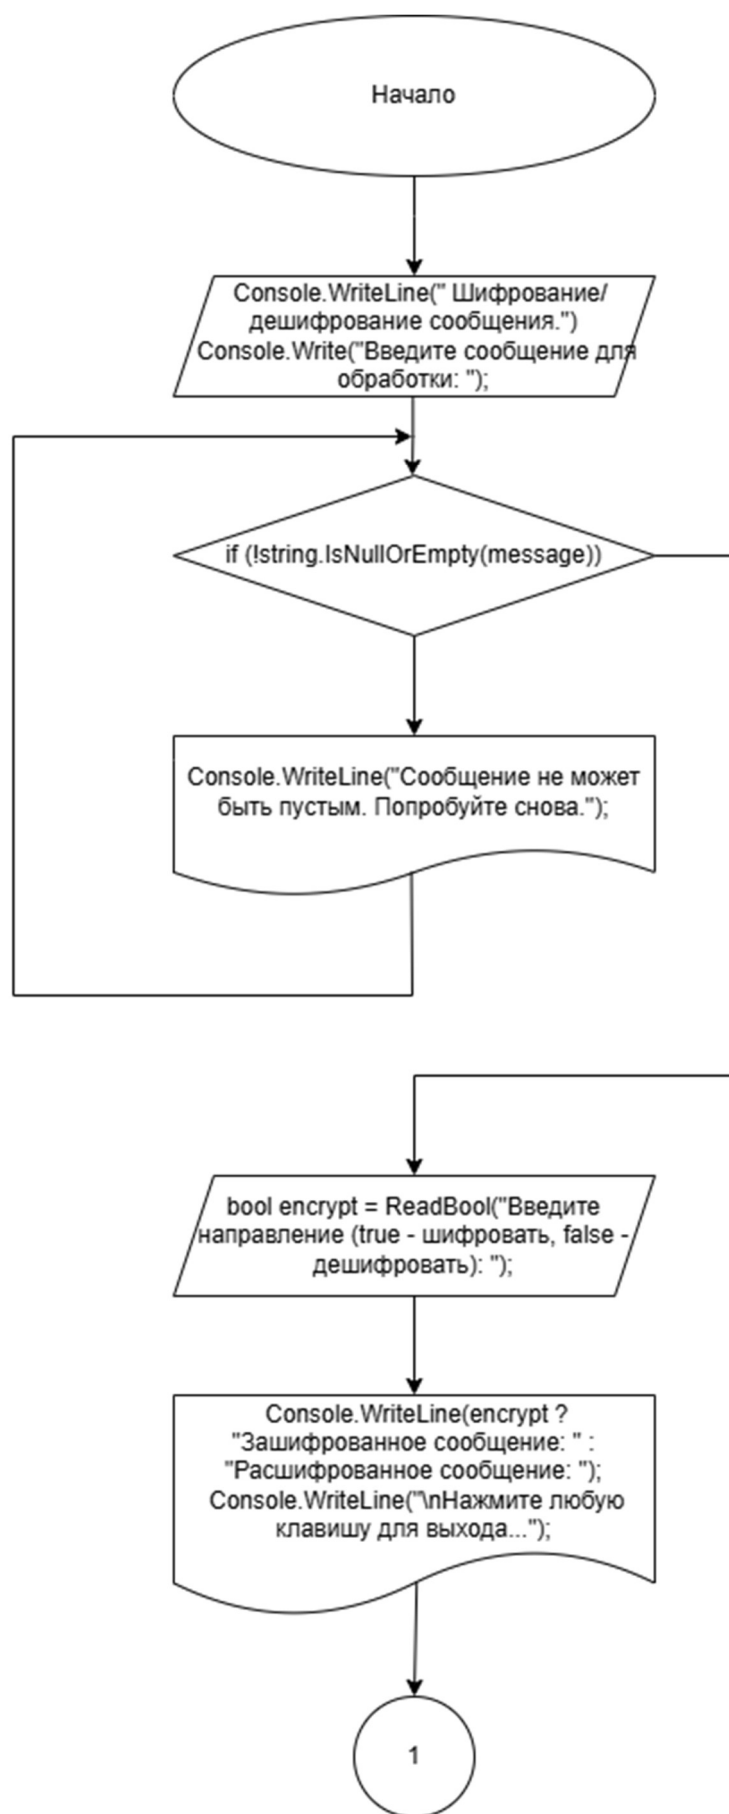 Начало
Console.WriteLine(" Шифрование/
дешифрование сообщения.")
Console.Write("Введите сообщение для
обработки: ");
if (!string.IsNullOrEmpty(message))
Console.WriteLine("Сообщение не может
быть пустым. Попробуйте снова.");
bool encrypt = ReadBool("Введите
направление (true - шифровать, false -
дешифровать): ");
Console.WriteLine(encrypt ?
"Зашифрованное сообщение: " :
"Расшифрованное сообщение: ");
Console.WriteLine("\nНажмите любую
клавишу для выхода...");
1